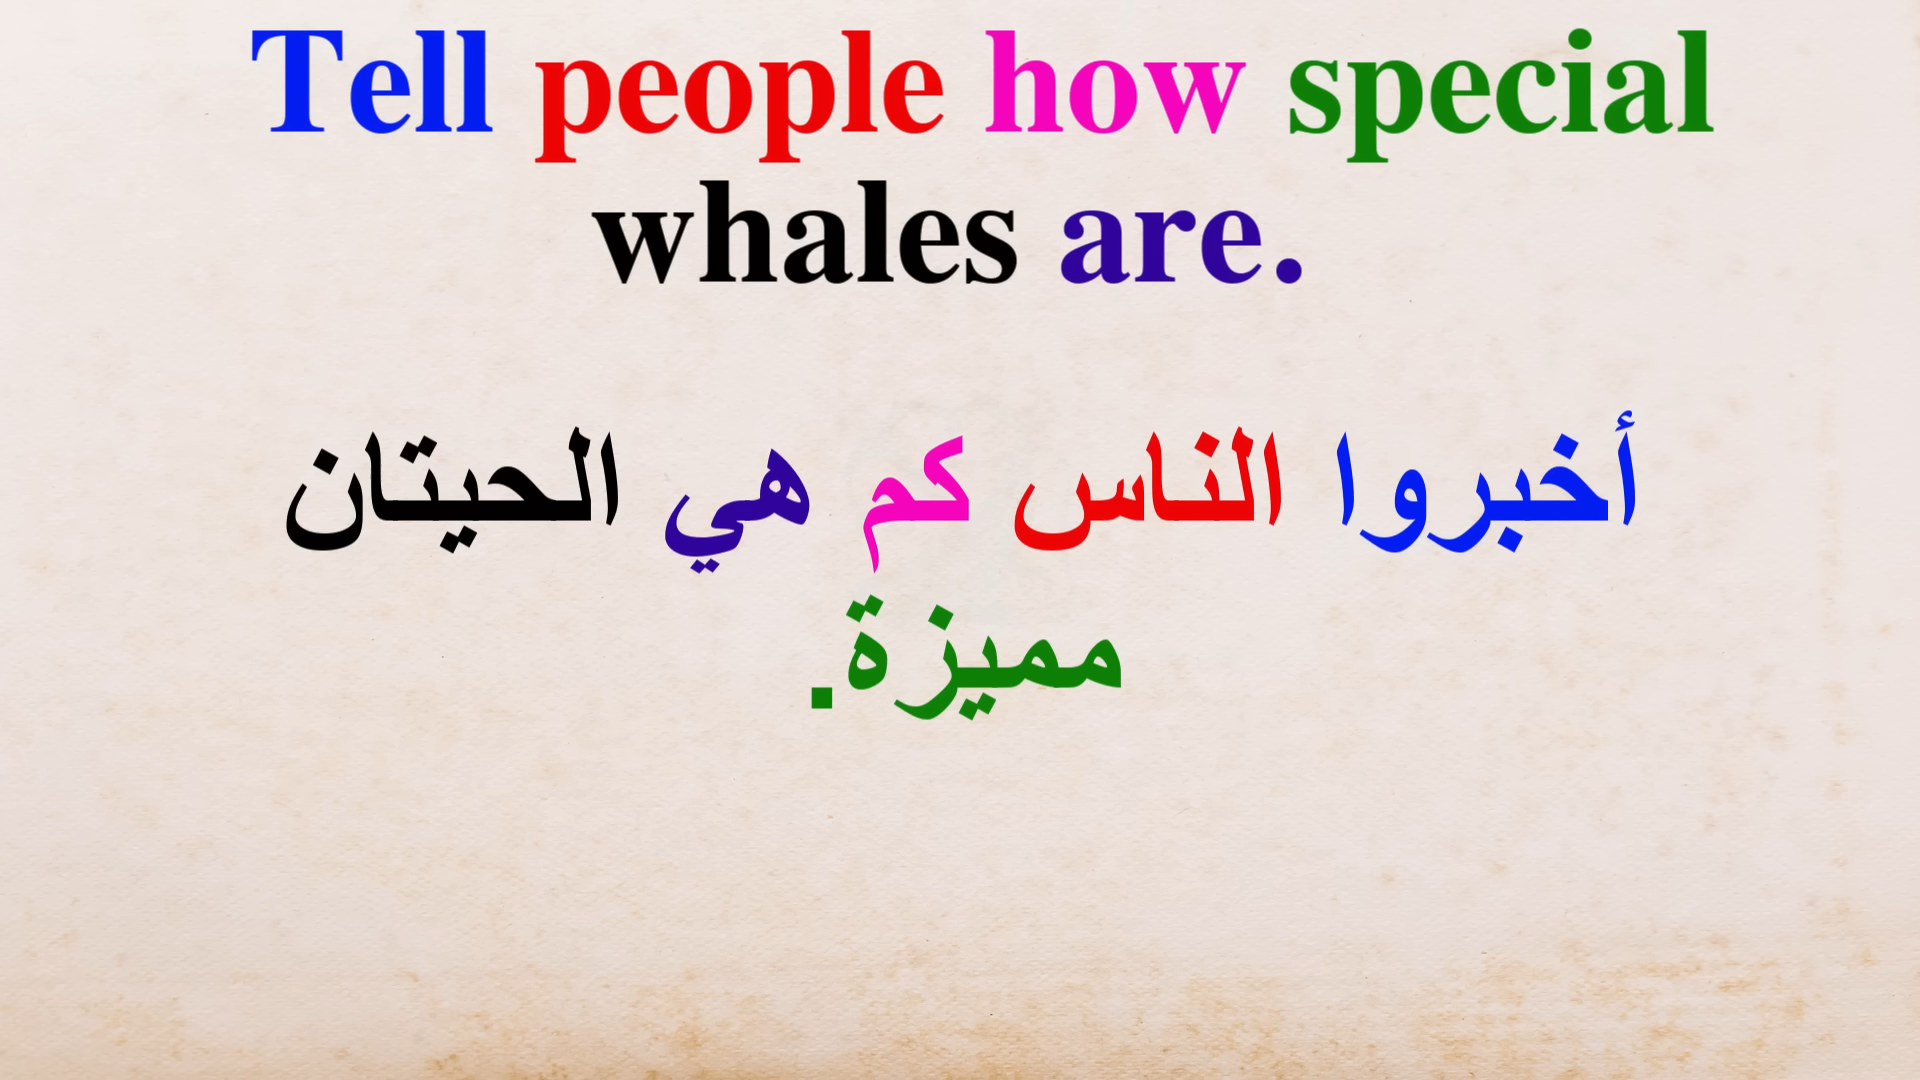 Tell people how special
whales are.
أخبروا الناس كم هي الحيتان
مميزة.